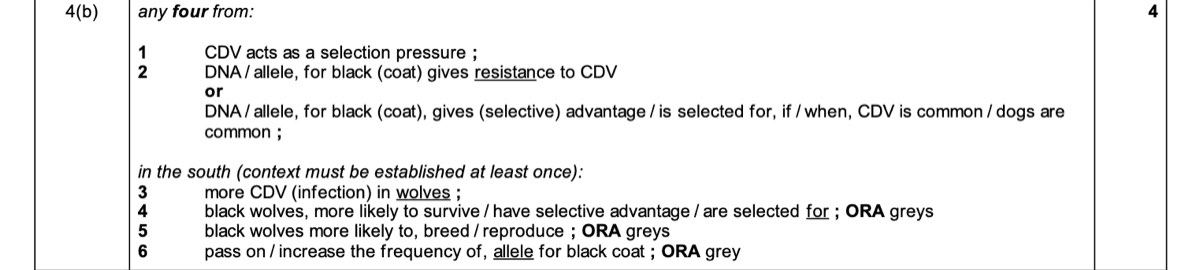 4(b) any four from: 4
1 CDV acts as a selection pressure ;
2 DNA / allele, for black (coat) gives resistance to CDV
or
DNA / allele, for black (coat), gives (selective) advantage / is selected for, if / when, CDV is common / dogs are
common ;
in the south (context must be established at least once):
3 more CDV (infection) in wolves ;
4 black wolves, more likely to survive / have selective advantage / are selected for ; ORA greys
5 black wolves more likely to, breed / reproduce ; ORA greys
6 pass on / increase the frequency of, allele for black coat ; ORA grey